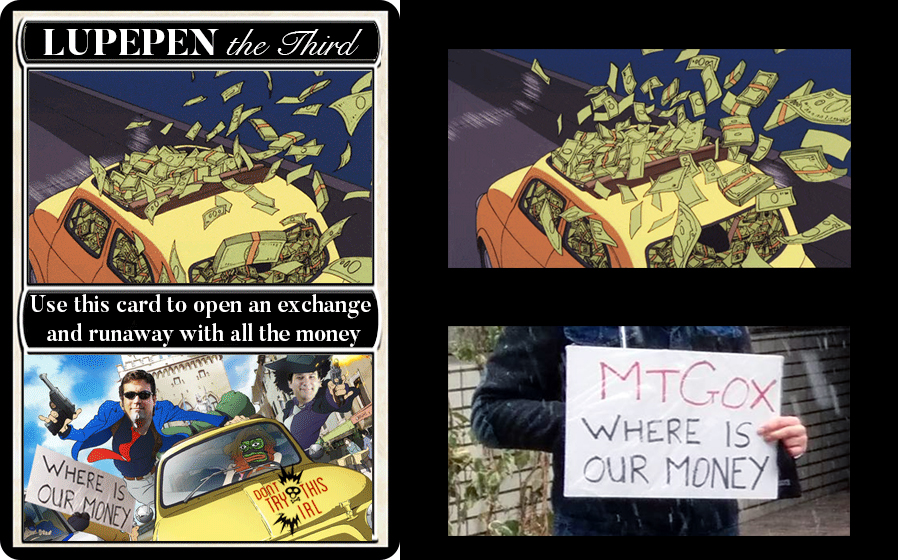 LUPEPEN the Third
Use this card to open an exchange
and runaway with all the money
WHERE IS
OUR MONEY
DON'T
TRY THIS
IRL
MTGOX
WHERE IS
OUR MONEY